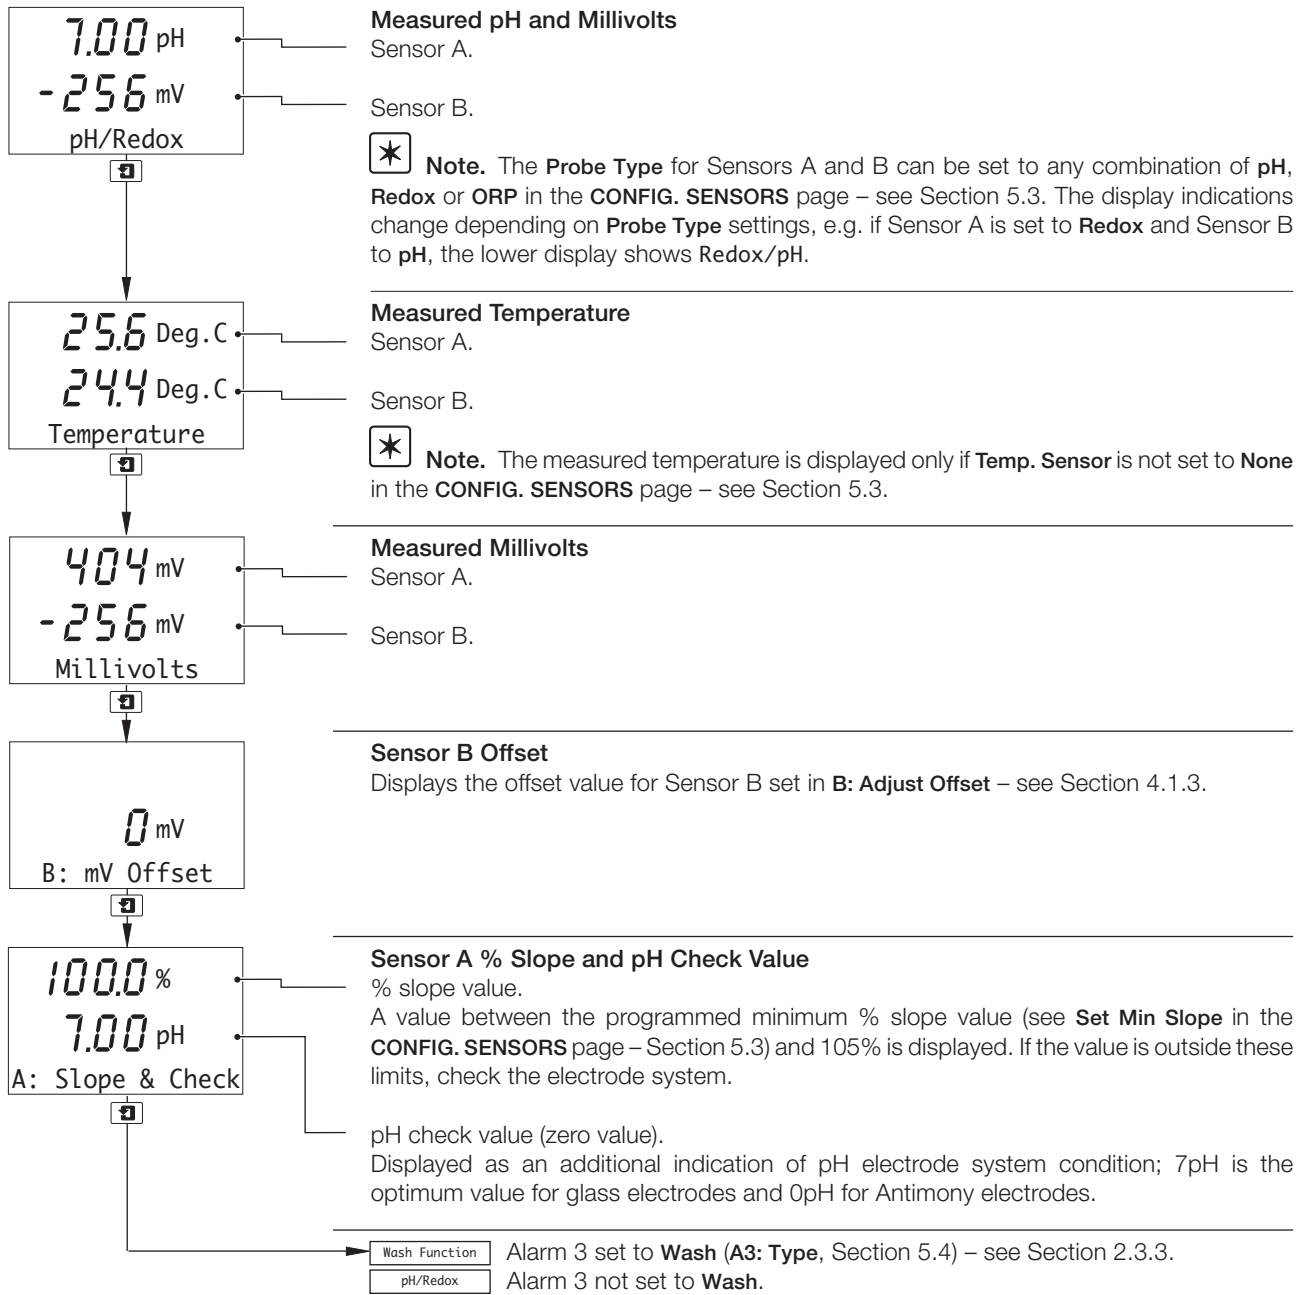 7.00 pH
-256 mV
pH/Redox
Measured pH and Millivolts
Sensor A.
Sensor B.
Note. The Probe Type for Sensors A and B can be set to any combination of pH,
Redox or ORP in the CONFIG. SENSORS page – see Section 5.3. The display indications
change depending on Probe Type settings, e.g. if Sensor A is set to Redox and Sensor B
to pH, the lower display shows Redox/pH.
25.6 Deg.C
24.4 Deg.C
Temperature
Measured Temperature
Sensor A.
Sensor B.
Note. The measured temperature is displayed only if Temp. Sensor is not set to None
in the CONFIG. SENSORS page – see Section 5.3.
404 mV
-256 mV
Millivolts
Measured Millivolts
Sensor A.
Sensor B.
0 mV
B: mV Offset
Sensor B Offset
Displays the offset value for Sensor B set in B: Adjust Offset – see Section 4.1.3.
100.0 %
7.00 pH
A: Slope & Check
Sensor A % Slope and pH Check Value
% slope value.
A value between the programmed minimum % slope value (see Set Min Slope in the
CONFIG. SENSORS page – Section 5.3) and 105% is displayed. If the value is outside these
limits, check the electrode system.
pH check value (zero value).
Displayed as an additional indication of pH electrode system condition; 7pH is the
optimum value for glass electrodes and 0pH for Antimony electrodes.
Wash Function Alarm 3 set to Wash (A3: Type, Section 5.4) – see Section 2.3.3.
pH/Redox Alarm 3 not set to Wash.